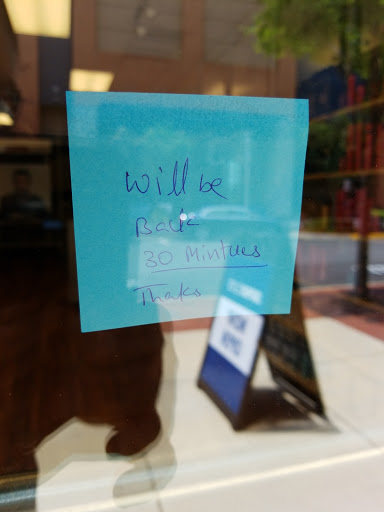 Will be
Back
30 Mintues
Thaks